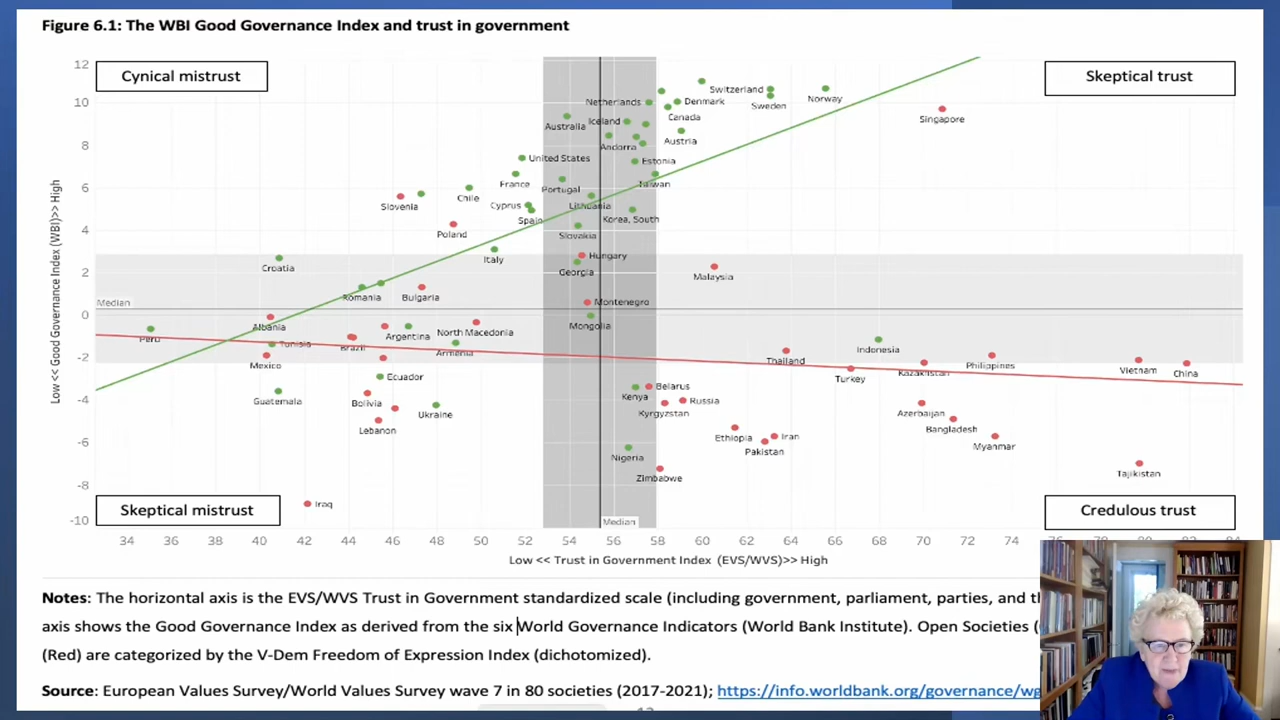 Figure 6.1: The WBI Good Governance Index and trust in government
Cynical mistrust
Skeptical trust
12
10
8
6
4
2
0
-2
-4
-6
-8
-10
Low << Good Governance Index (WBI)>> High
Switzerland
Netherlands
Denmark
Sweden
Norway
Singapore
Canada
Australia
Iceland
Andorra
Austria
United States
Estonia
France
Portugal
Taiwan
Slovenia
Chile
Cyprus
Lithuania
Spain
Korea, South
Poland
Slovakia
Italy
Hungary
Croatia
Georgia
Malaysia
Romania
Bulgaria
Median
Montenegro
Albania
Mongolia
Peru
Argentina
North Macedonia
Tunisia
Brazil
Armenia
Indonesia
Mexico
Thailand
Philippines
Vietnam
China
Turkey
Kazakhstan
Ecuador
Guatemala
Bolivia
Ukraine
Lebanon
Kenya
Belarus
Kyrgyzstan
Russia
Azerbaijan
Bangladesh
Ethiopia
Iran
Pakistan
Myanmar
Nigeria
Zimbabwe
Tajikistan
Iraq
Skeptical mistrust
Credulous trust
Median
34 36 38 40 42 44 46 48 50 52 54 56 58 60 62 64 66 68 70 72 74
Low << Trust in Government Index (EVS/WVS)>> High
Notes: The horizontal axis is the EVS/WVS Trust in Government standardized scale (including government, parliament, parties, and
axis shows the Good Governance Index as derived from the six World Governance Indicators (World Bank Institute). Open Societies (
(Red) are categorized by the V-Dem Freedom of Expression Index (dichotomized).
Source: European Values Survey/World Values Survey wave 7 in 80 societies (2017-2021); https://info.worldbank.org/governance/wg